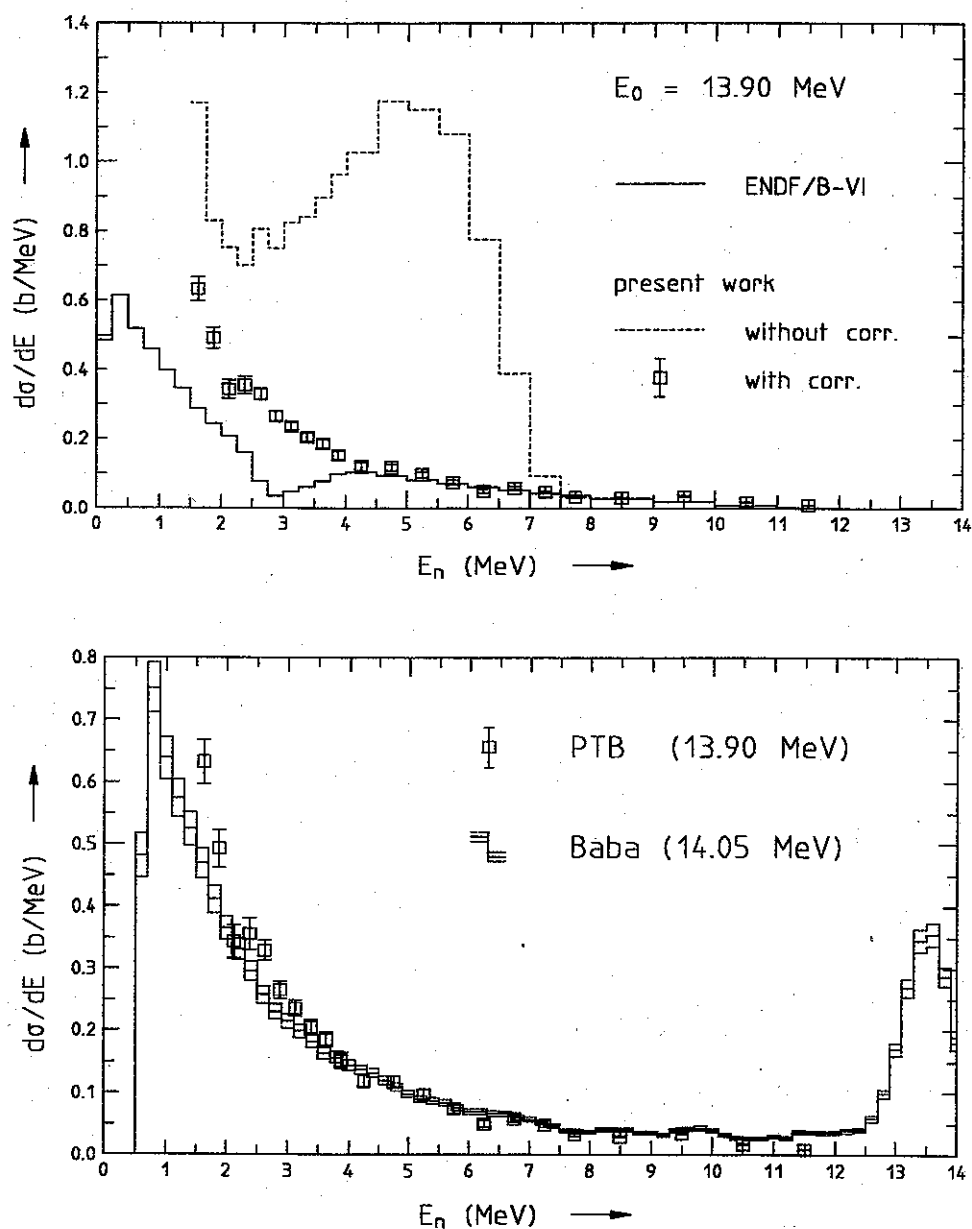 1.4
1.2
1.0
0.8
0.6
0.4
0.2
0.0
dσ/dE (b/MeV)
E₀ = 13.90 MeV
ENDF/B-VI
present work
without corr.
with corr.
0 1 2 3 4 5 6 7 8 9 10 11 12 13 14
Eₙ (MeV)
0.8
0.7
0.6
0.5
0.4
0.3
0.2
0.1
0.0
dσ/dE (b/MeV)
PTB (13.90 MeV)
Baba (14.05 MeV)
0 1 2 3 4 5 6 7 8 9 10 11 12 13 14
Eₙ (MeV)